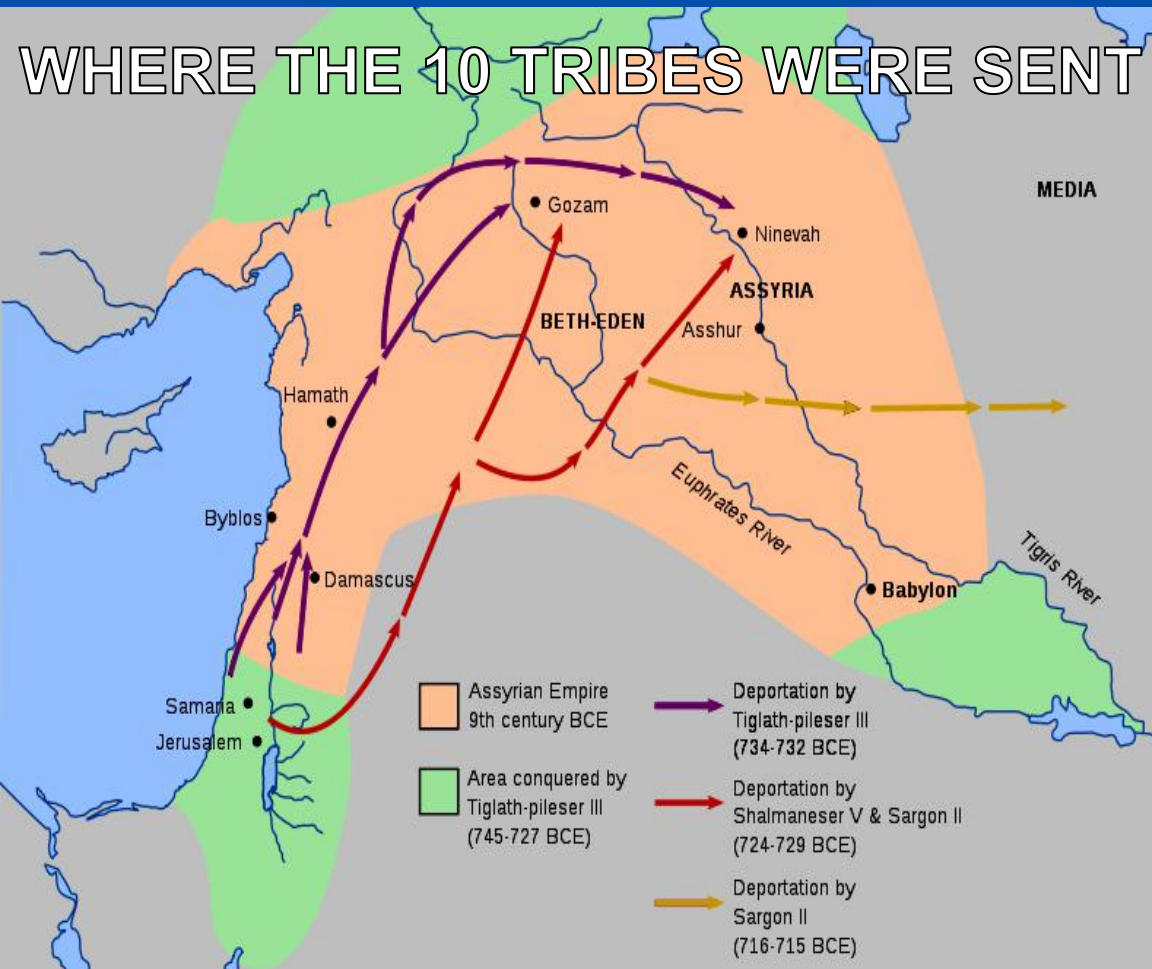 WHERE THE 10 TRIBES WERE SENT
MEDIA
Gozam
Ninevah
ASSYRIA
BETH-EDEN
Asshur
Hamath
Euphrates River
Byblos
Tigris River
Damascus
Babylon
Samaria
Jerusalem
Assyrian Empire
9th century BCE
Area conquered by
Tiglath-pileser III
(745-727 BCE)
Deportation by
Tiglath-pileser III
(734-732 BCE)
Deportation by
Shalmaneser V & Sargon II
(724-729 BCE)
Deportation by
Sargon II
(716-715 BCE)